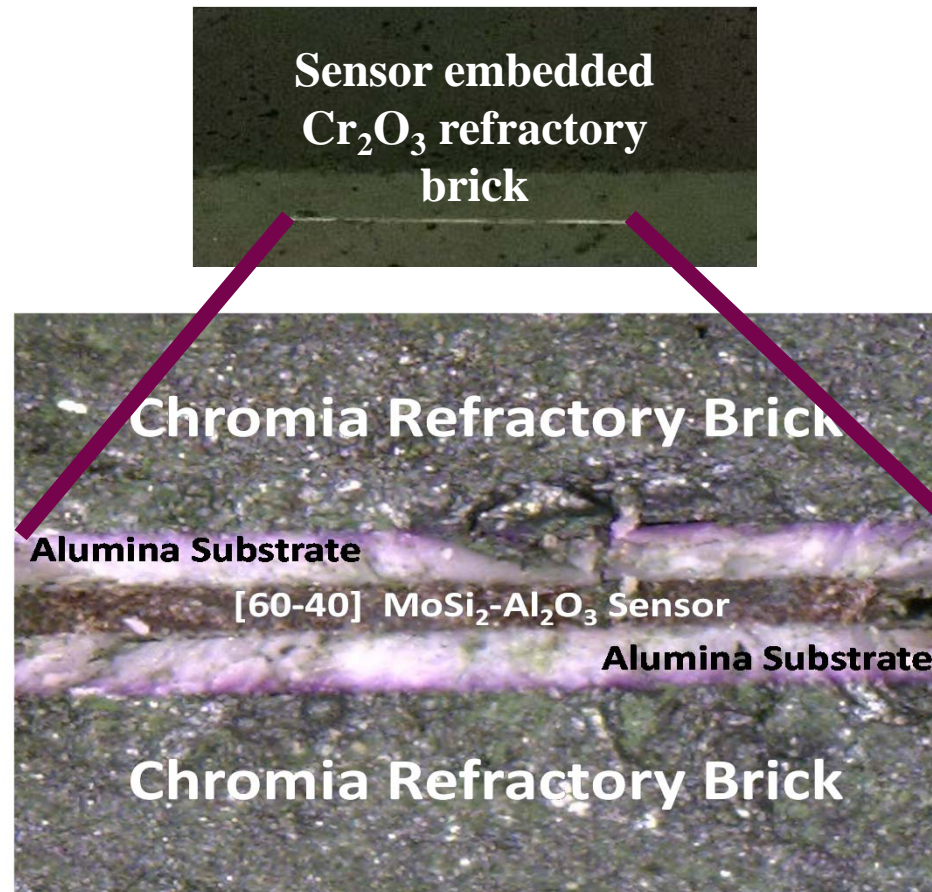 Sensor embedded
Cr₂O₃ refractory
brick
Chromia Refractory Brick
Alumina Substrate
[60-40] MoSi₂-Al₂O₃ Sensor
Alumina Substrate
Chromia Refractory Brick